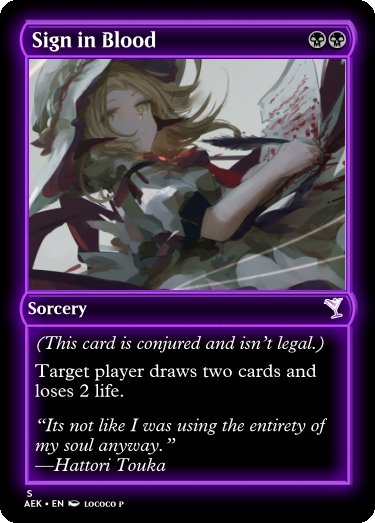 Sign in Blood
Sorcery
(This card is conjured and isn't legal.)
Target player draws two cards and
loses 2 life.
“Its not like I was using the entirety of
my soul anyway.”
—Hattori Touka
S
AEK • EN LOCOCO P